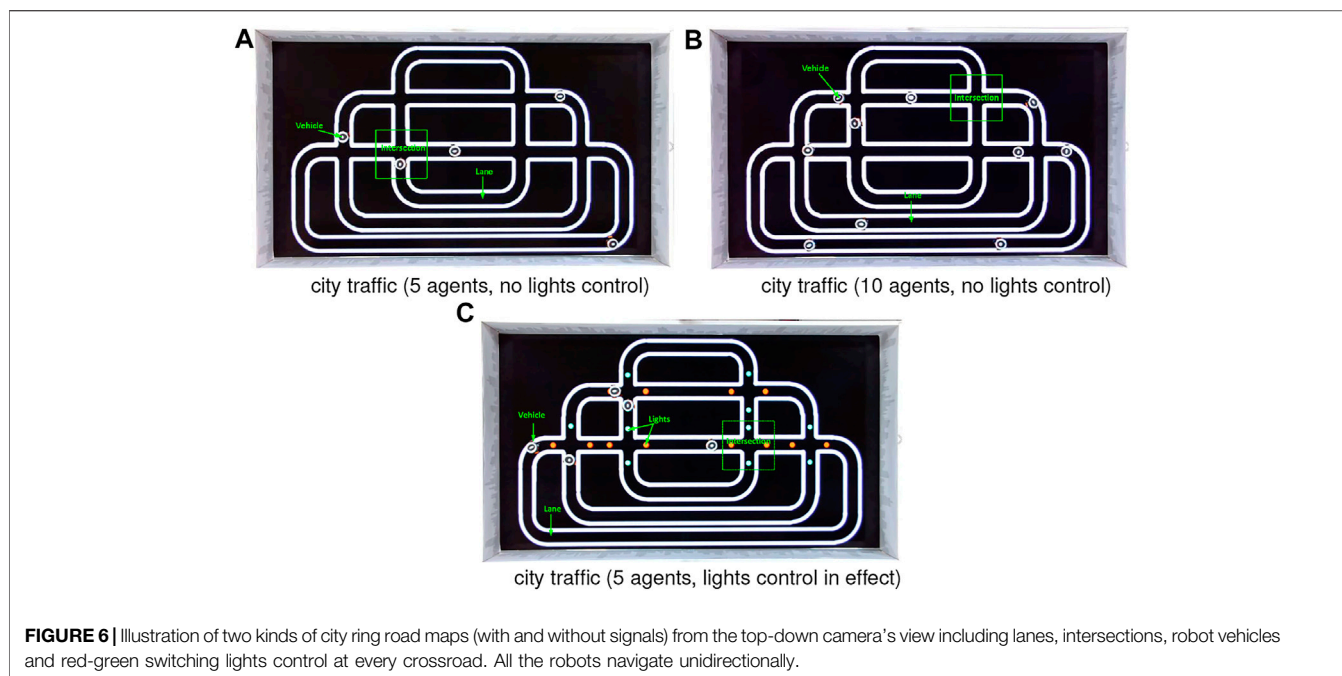 A
B
Vehicle
Intersection
Lane
Vehicle
Intersection
Lane
city traffic (5 agents, no lights control)
city traffic (10 agents, no lights control)
C
Vehicle
Lights
Intersection
Lane
city traffic (5 agents, lights control in effect)
FIGURE 6 | Illustration of two kinds of city ring road maps (with and without signals) from the top-down camera’s view including lanes, intersections, robot vehicles
and red-green switching lights control at every crossroad. All the robots navigate unidirectionally.